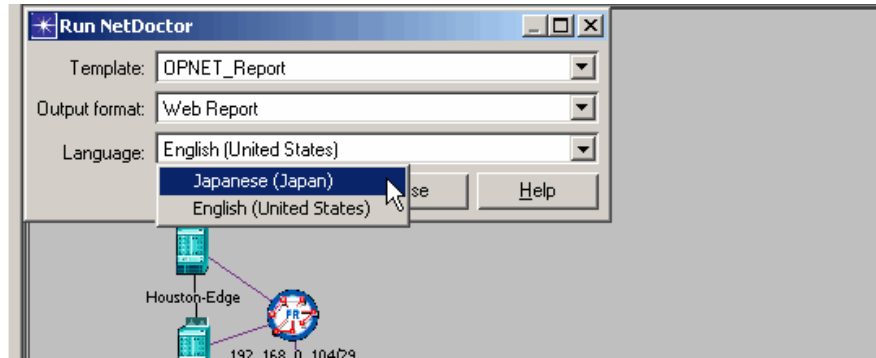 Run NetDoctor
Template: OPNET_Report
Output format: Web Report
Language: English (United States)
Japanese (Japan)
English (United States)
se
Help
Houston-Edge
FR
192.168.0.104/29